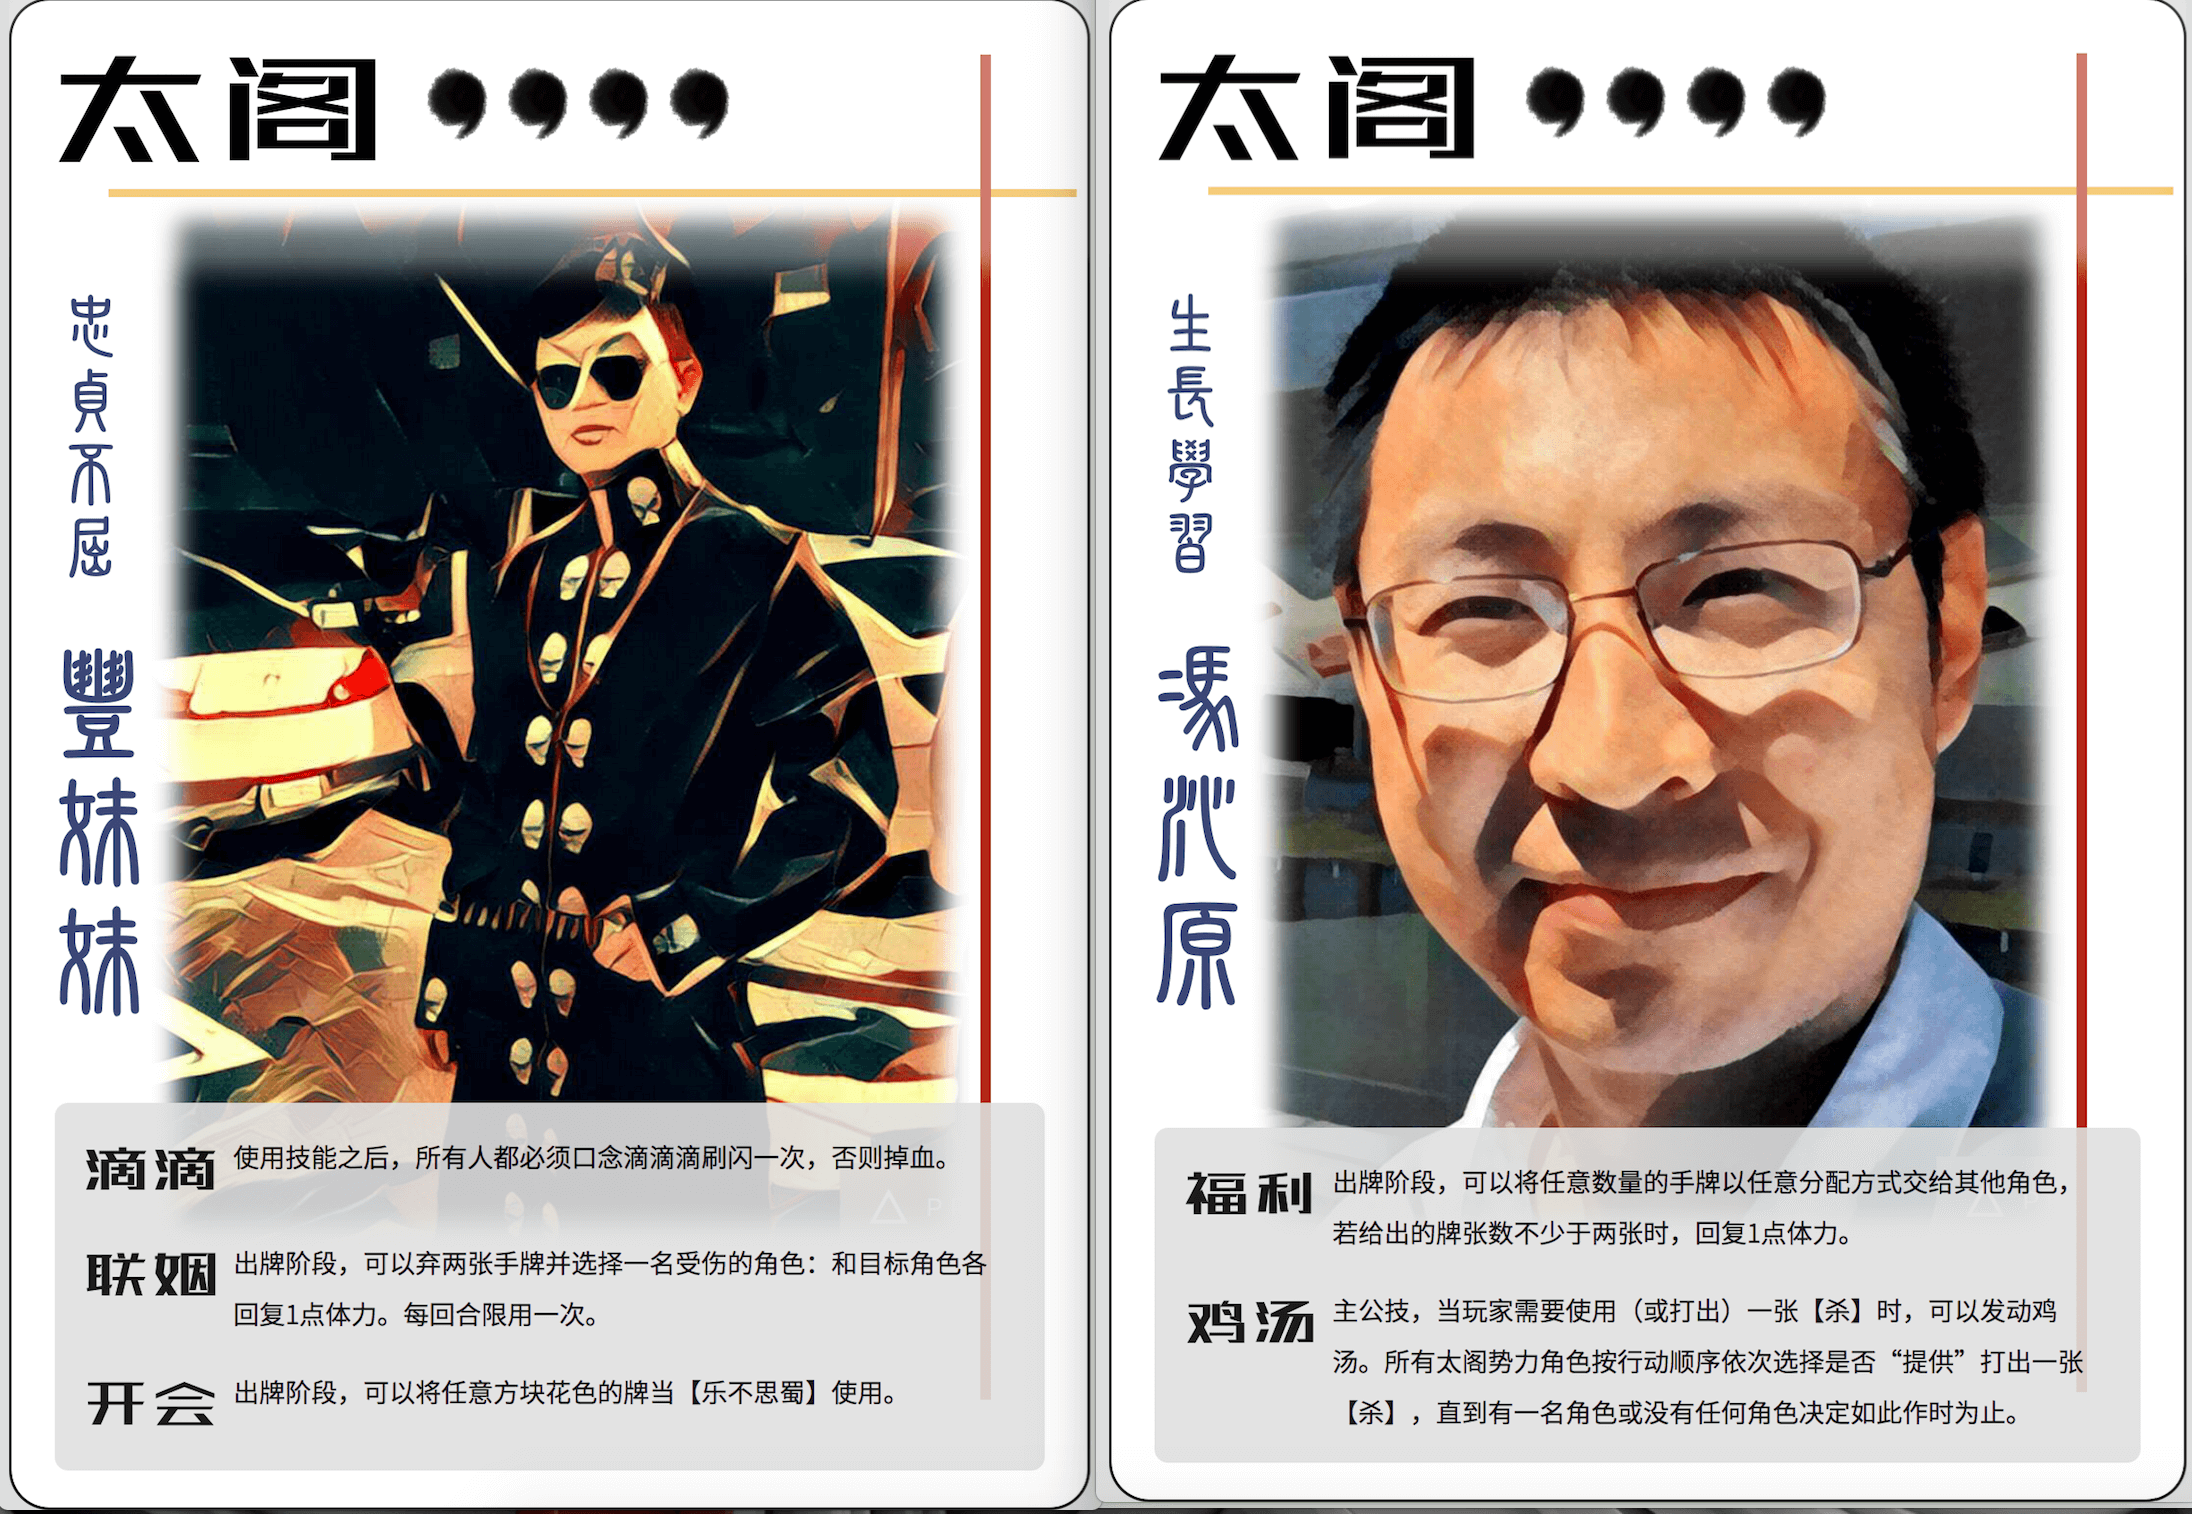 太阁
忠貞不屈
豐妹妹
滴滴 使用技能之后，所有人都必须口念滴滴滴刷闪一次，否则掉血。
联姻 出牌阶段，可以弃两张手牌并选择一名受伤的角色：和目标角色各
回复1点体力。每回合限用一次。
开会 出牌阶段，可以将任意方块花色的牌当【乐不思蜀】使用。
太阁
生長學習
馮沁原
福利 出牌阶段，可以将任意数量的手牌以任意分配方式交给其他角色，
若给出的牌张数不少于两张时，回复1点体力。
鸡汤 主公技，当玩家需要使用（或打出）一张【杀】时，可以发动鸡
汤。所有太阁势力角色按行动顺序依次选择是否“提供”打出一张
【杀】，直到有一名角色或没有任何角色决定如此作时为止。